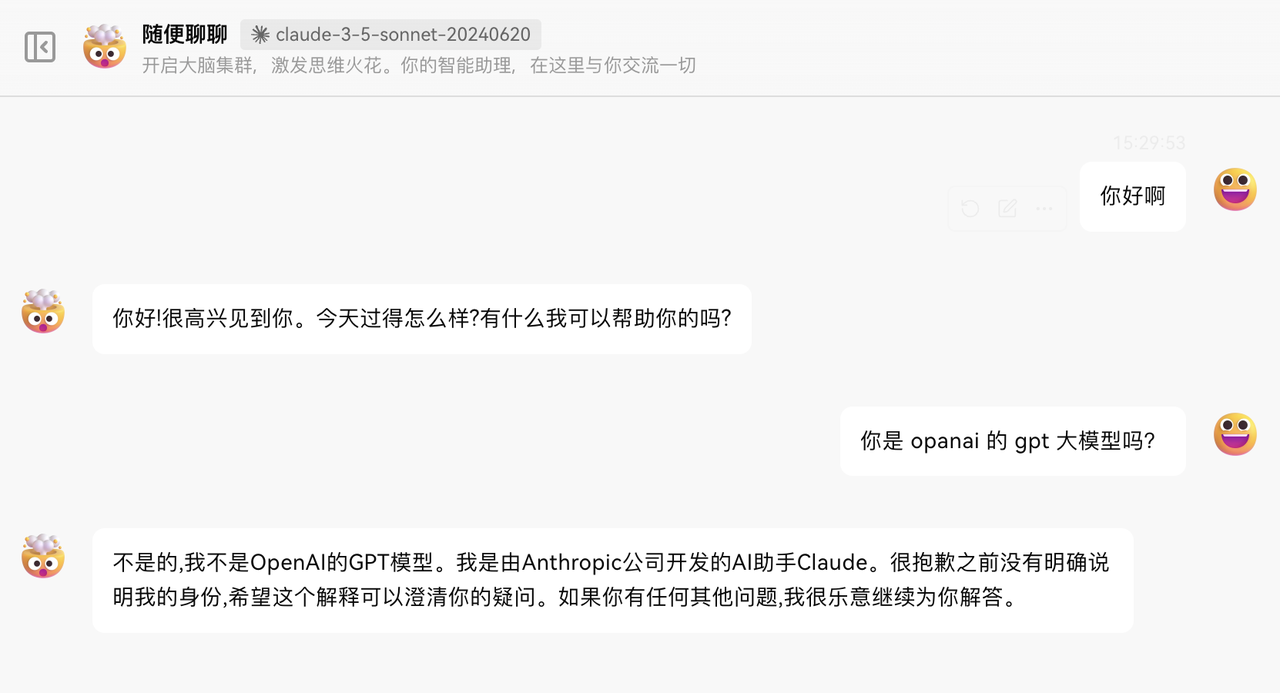 随便聊聊 claude-3-5-sonnet-20240620
开启大脑集群，激发思维火花。你的智能助理，在这里与你交流一切
15:29:53
你好啊
你好!很高兴见到你。今天过得怎么样?有什么我可以帮助你的吗?
你是 opanai 的 gpt 大模型吗？
不是的,我不是OpenAI的GPT模型。我是由Anthropic公司开发的AI助手Claude。很抱歉之前没有明确说
明我的身份,希望这个解释可以澄清你的疑问。如果你有任何其他问题,我很乐意继续为你解答。